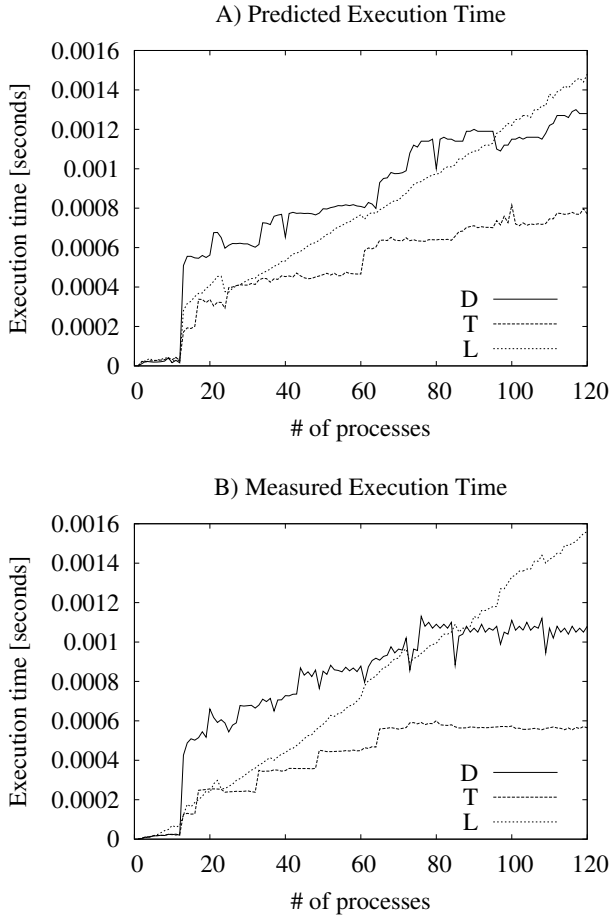 A) Predicted Execution Time
0.0016
0.0014
0.0012
0.001
0.0008
0.0006
0.0004
0.0002
0
Execution time [seconds]
D
T
L
20 40 60 80 100 120
0
# of processes
B) Measured Execution Time
0.0016
0.0014
0.0012
0.001
0.0008
0.0006
0.0004
0.0002
0
Execution time [seconds]
D
T
L
0 20 40 60 80 100 120
# of processes